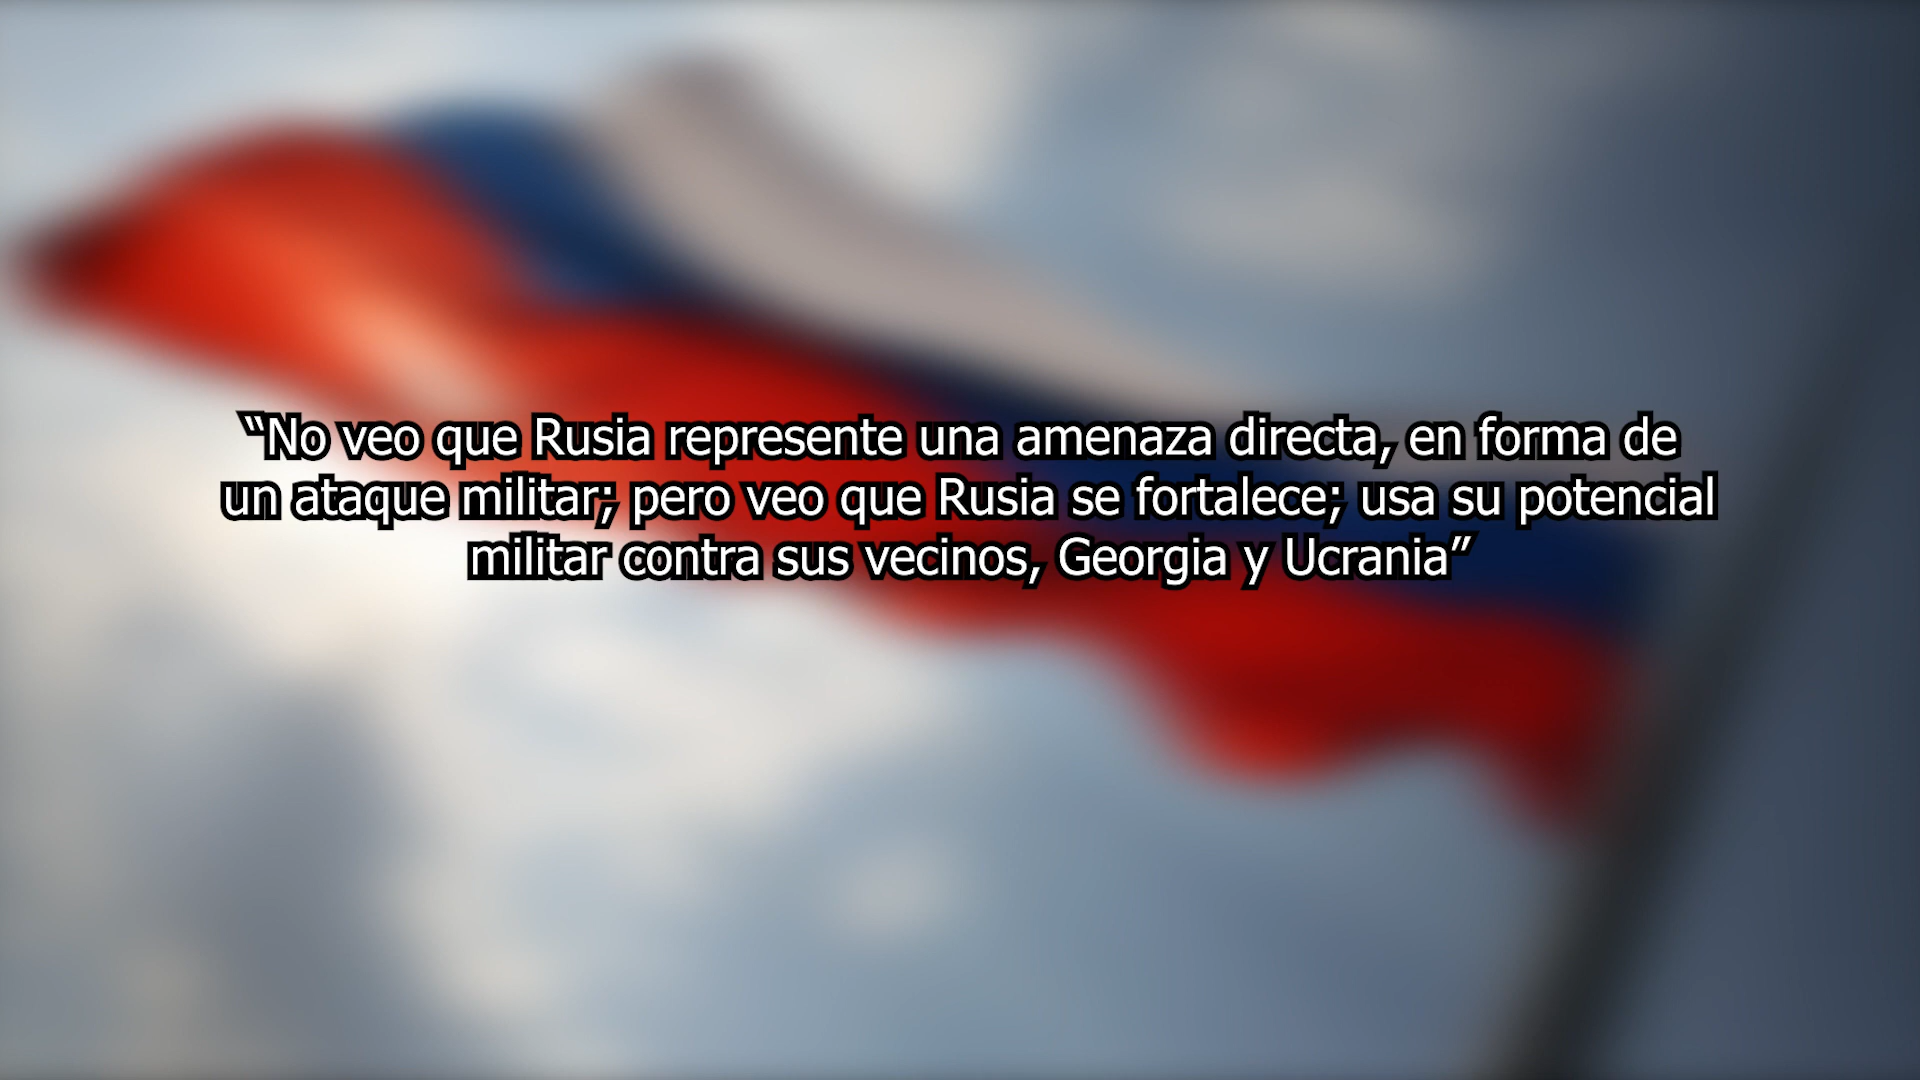 “No veo que Rusia represente una amenaza directa, en forma de
un ataque militar; pero veo que Rusia se fortalece; usa su potencial
militar contra sus vecinos, Georgia y Ucrania”